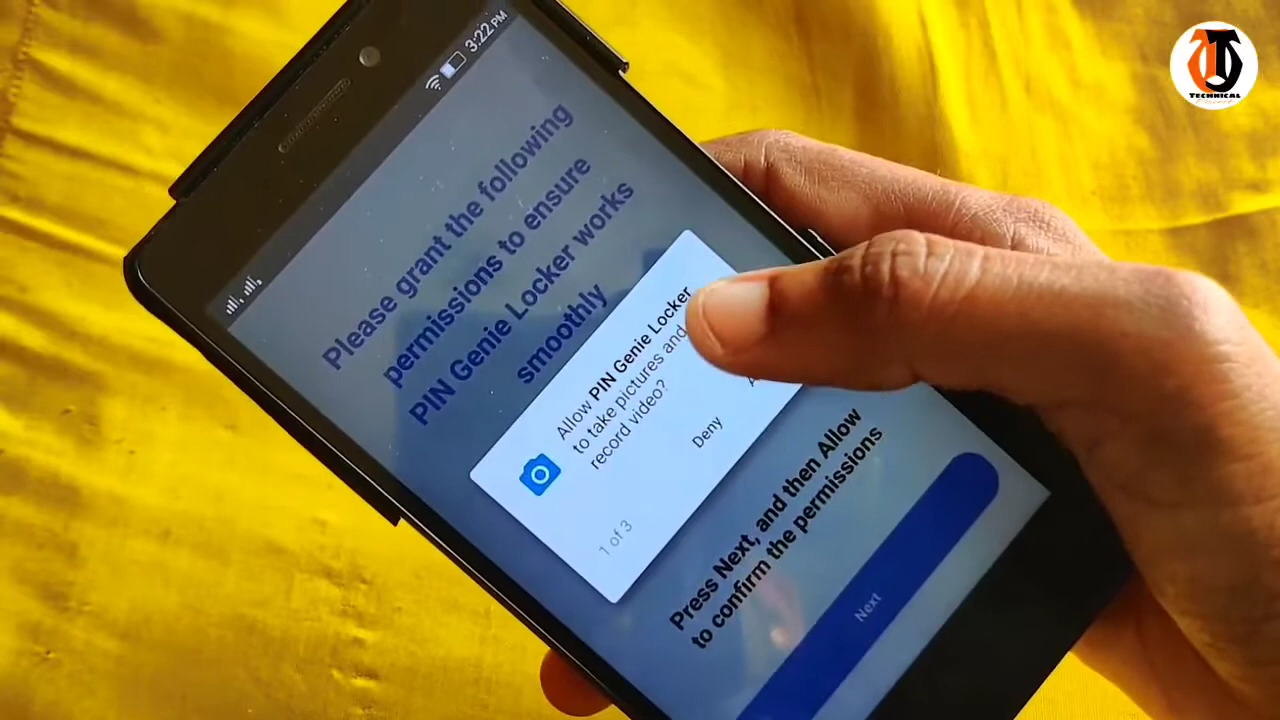 3:22 PM
Please grant the following
permissions to ensure
PIN Genie Locker works
smoothly
Allow PIN Genie Locker
to take pictures and
record video?
1 of 3
Deny
Press Next, and then Allow
to confirm the permissions
Next
TECHNICAL